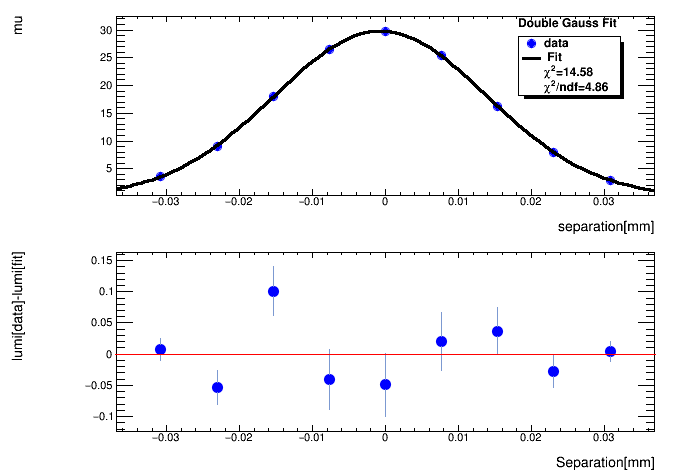 mu
Double Gauss Fit
data
Fit
χ²=14.58
χ²/ndf=4.86
30
25
20
15
10
5
−0.03 −0.02 −0.01 0 0.01 0.02 0.03
separation[mm]
lumi[data]-lumi[fit]
0.15
0.1
0.05
0
−0.05
−0.1
−0.03 −0.02 −0.01 0 0.01 0.02 0.03
Separation[mm]